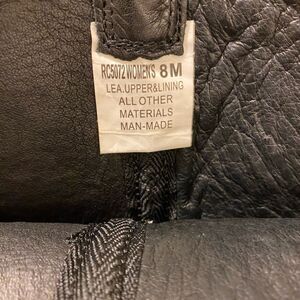 RC5072 WOMENS 8M
LEA.UPPER&LINING
ALL OTHER
MATERIALS
MAN-MADE